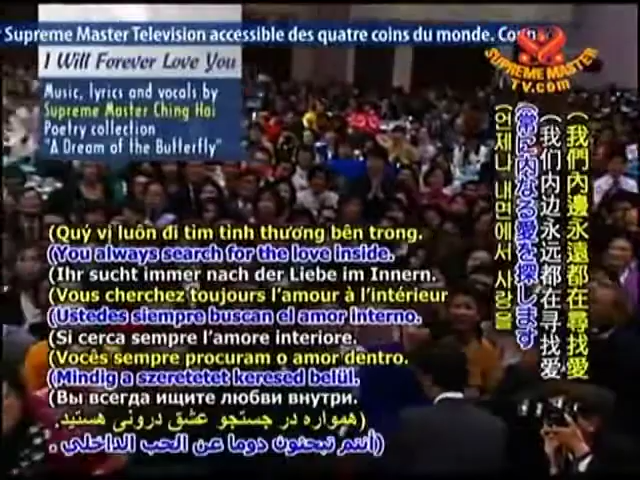 Supreme Master Television accessible des quatre coins du monde.
I Will Forever Love You
SUPREME MASTER
TV.com
Music, lyrics and vocals by
Supreme Master Ching Hai
Poetry collection
"A Dream of the Butterfly"
(我們內邊永遠都在尋找愛
(我们内边永远都在寻找爱
(常に内なる愛を探します
(언제나 내면에서 사랑을
(Quý vị luôn đi tìm tình thương bên trong.
(You always search for the love inside.
(Ihr sucht immer nach der Liebe im Innern.
(Vous cherchez toujours l'amour à l'intérieur
(Ustedes siempre buscan el amor interno.
(Si cerca sempre l'amore interiore.
(Vocês sempre procuram o amor dentro.
(Mindig a szeretetet keresed belül.
(Вы всегда ищите любви внутри.
(همواره در جستجو عشق درونی هستید.
(أنتم تبحثون دوما عن الحب الداخلي .